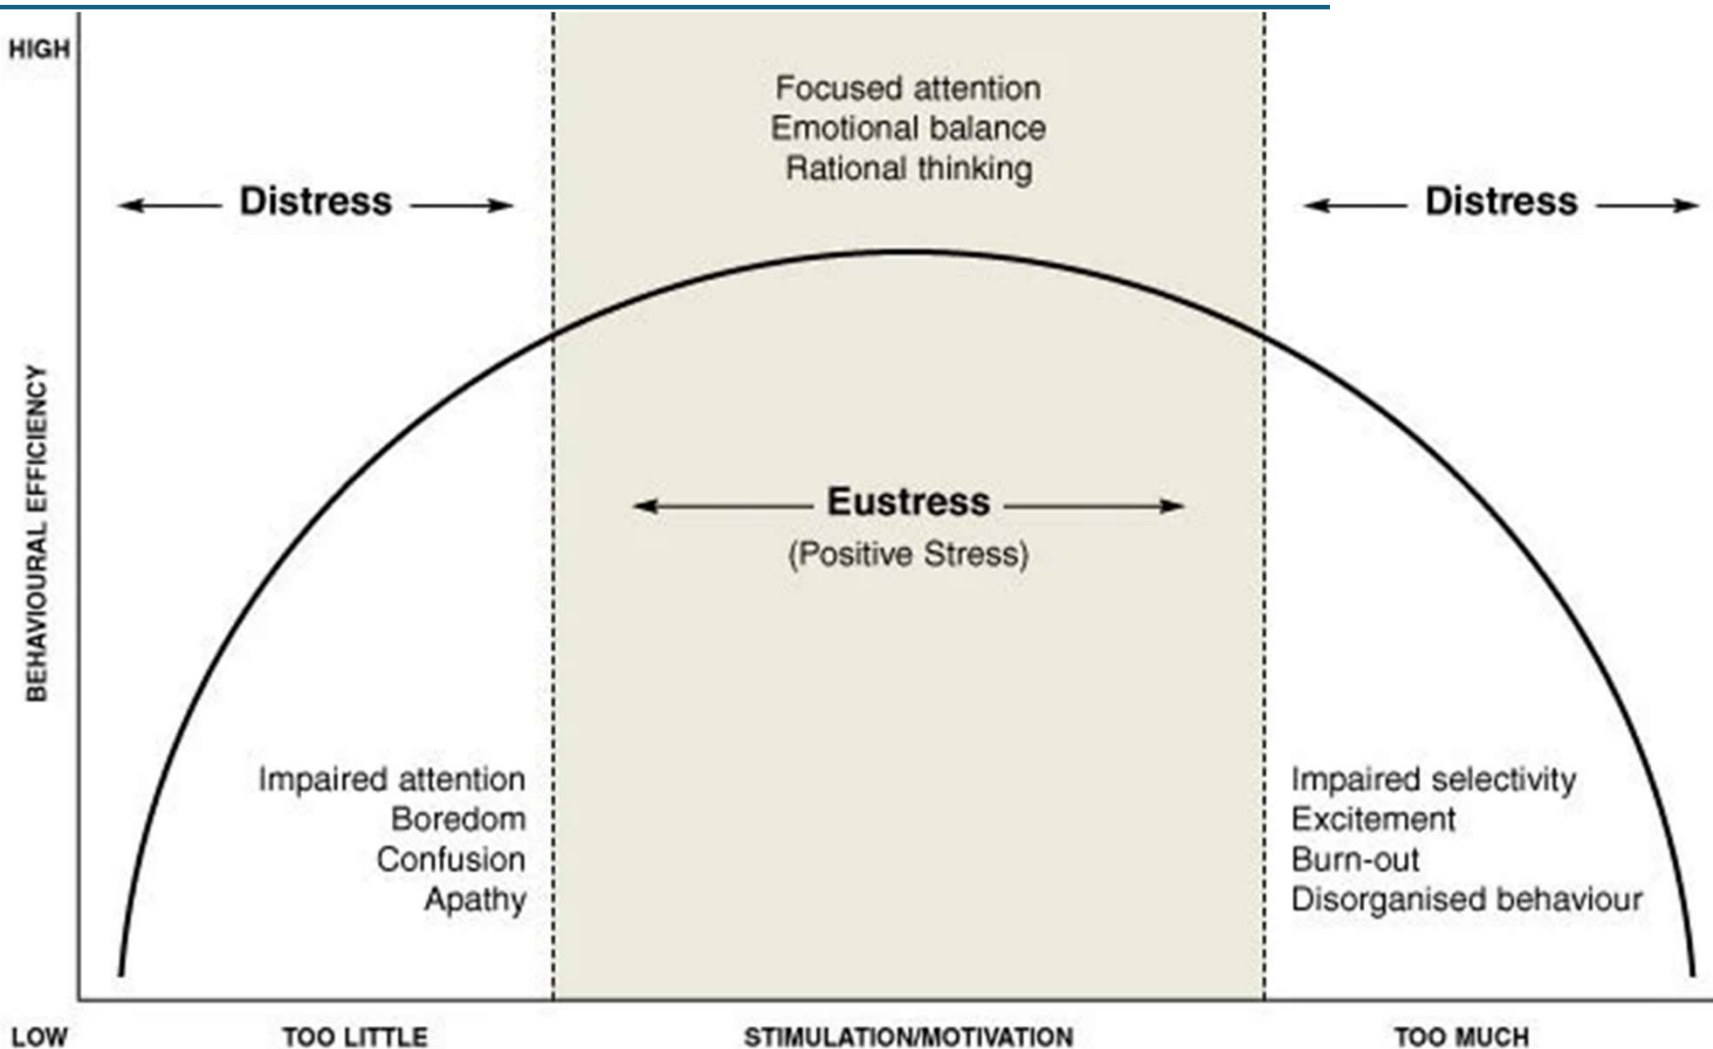 HIGH
Focused attention
Emotional balance
Rational thinking
Distress
Distress
BEHAVIOURAL EFFICIENCY
Eustress
(Positive Stress)
Impaired attention
Boredom
Confusion
Apathy
Impaired selectivity
Excitement
Burn-out
Disorganised behaviour
LOW
TOO LITTLE
STIMULATION/MOTIVATION
TOO MUCH